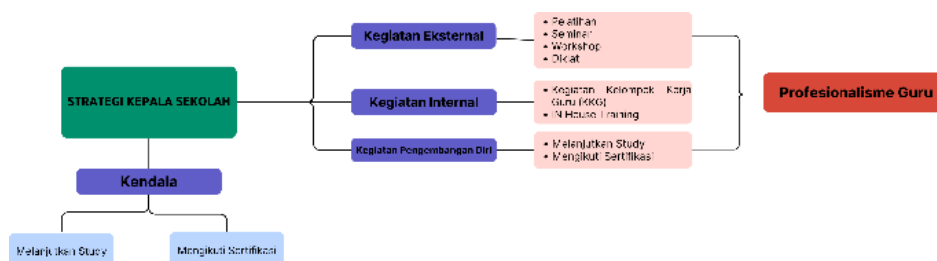 Kegiatan Eksternal
• Pelatihan
• Seminar
• Workshop
• Diklat
STRATEGI KEPALA SEKOLAH
Kegiatan Internal
• Kegiatan Kelompok Kerja
Guru (KKG)
• IN House Training
Profesionalisme Guru
Kegiatan Pengembangan Diri
• Melanjutkan Study
• Mengikuti Sertifikasi
Kendala
Melanjutkan Study
Mengikuti Sertifikasi